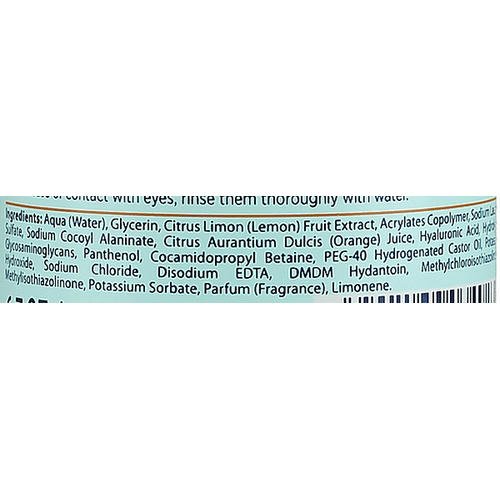 of contact with eyes, rinse them thoroughly with water.
Ingredients: Aqua (Water), Glycerin, Citrus Limon (Lemon) Fruit Extract, Acrylates Copolymer, Sodium
Sulfate, Sodium Cocoyl Alaninate, Citrus Aurantium Dulcis (Orange) Juice, Hyaluronic Acid,
Glycosaminoglycans, Panthenol, Cocamidopropyl Betaine, PEG-40 Hydrogenated Castor Oil,
Hydroxide, Sodium Chloride, Disodium EDTA, DMDM Hydantoin,
Methylisothiazolinone, Potassium Sorbate, Parfum (Fragrance), Limonene.